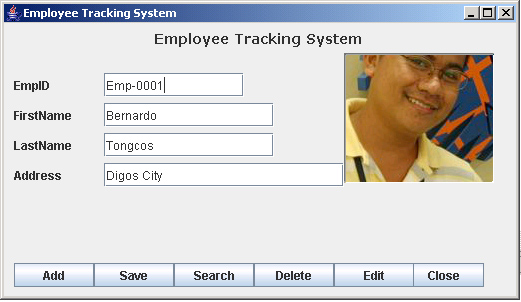 Employee Tracking System
Employee Tracking System
EmpID Emp-0001
FirstName Bernardo
LastName Tongcos
Address Digos City
Add Save Search Delete Edit Close